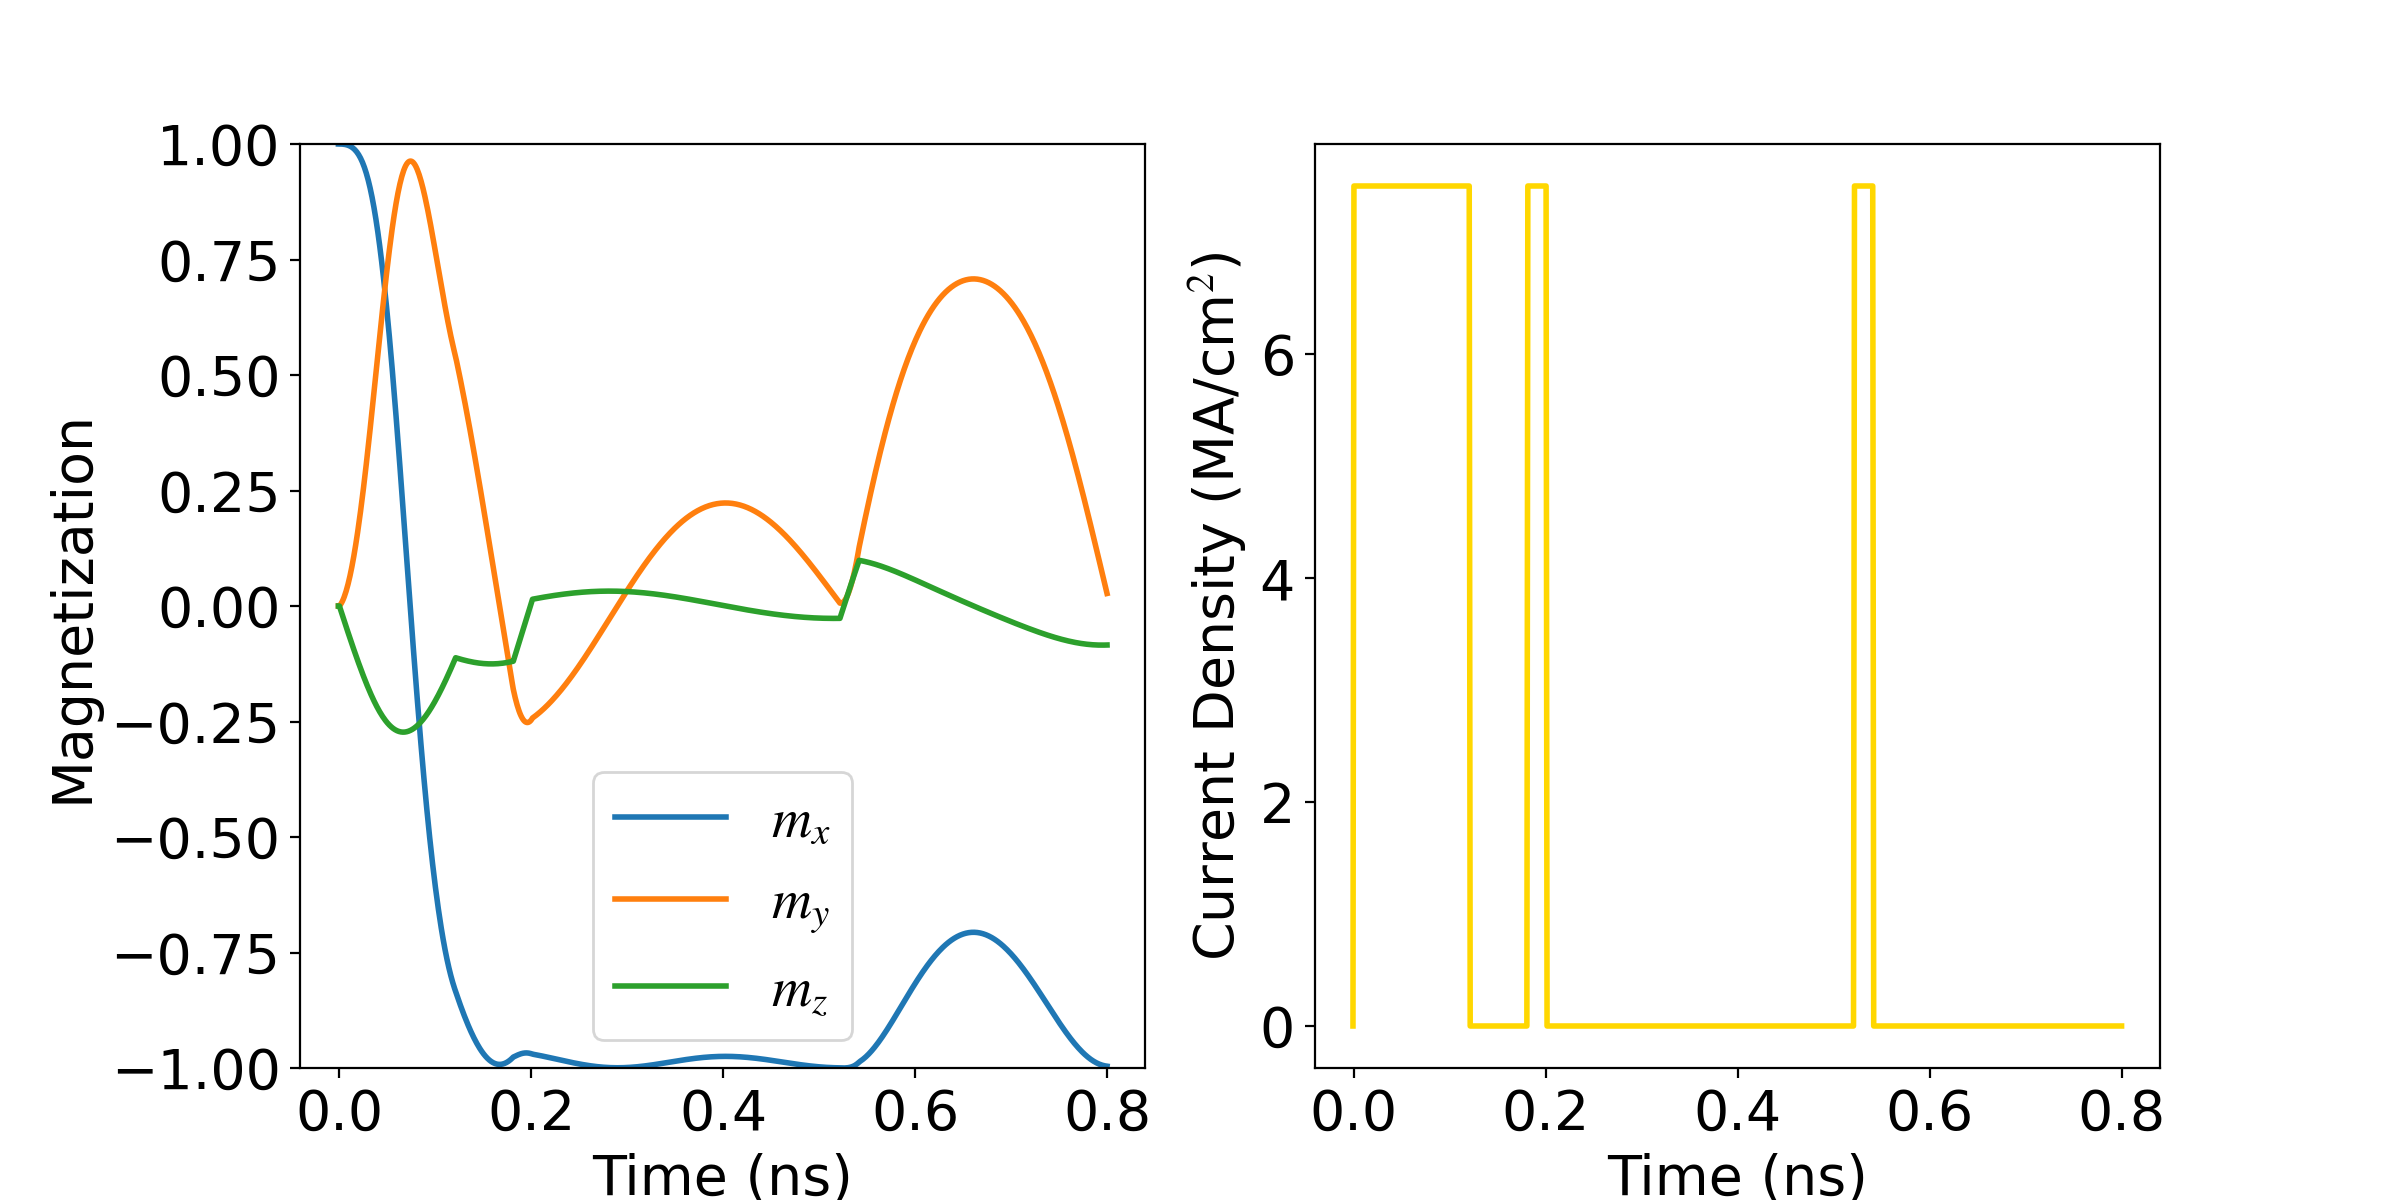 1.00
0.75
0.50
0.25
0.00
−0.25
−0.50
−0.75
−1.00
Magnetization
0.0 0.2 0.4 0.6 0.8
Time (ns)
m_x
m_y
m_z
Current Density (MA/cm²)
6
4
2
0
0.0 0.2 0.4 0.6 0.8
Time (ns)